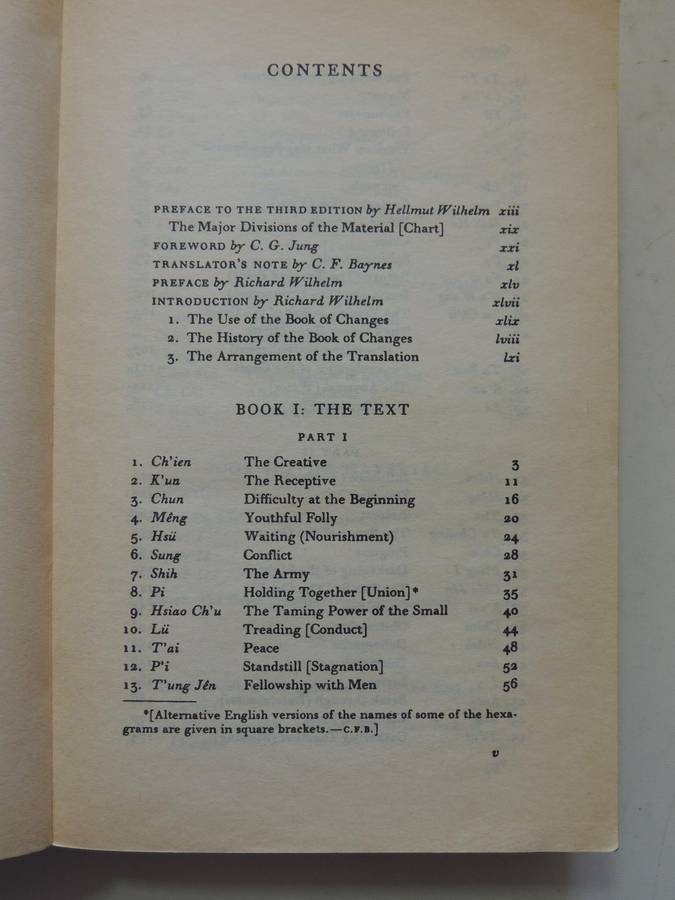 CONTENTS
PREFACE TO THE THIRD EDITION by Hellmut Wilhelm xiii
The Major Divisions of the Material [Chart] xix
FOREWORD by C. G. Jung xxi
TRANSLATOR'S NOTE by C. F. Baynes xl
PREFACE by Richard Wilhelm xlv
INTRODUCTION by Richard Wilhelm xlvii
1. The Use of the Book of Changes xlix
2. The History of the Book of Changes lviii
3. The Arrangement of the Translation lxi
BOOK I: THE TEXT
PART I
1. Ch'ien The Creative 3
2. K'un The Receptive 11
3. Chun Difficulty at the Beginning 16
4. Mêng Youthful Folly 20
5. Hsü Waiting (Nourishment) 24
6. Sung Conflict 28
7. Shih The Army 31
8. Pi Holding Together [Union]* 35
9. Hsiao Ch'u The Taming Power of the Small 40
10. Lü Treading [Conduct] 44
11. T'ai Peace 48
12. P'i Standstill [Stagnation] 52
13. T'ung Jên Fellowship with Men 56
*[Alternative English versions of the names of some of the hexa-
grams are given in square brackets.—C.F.B.]
v